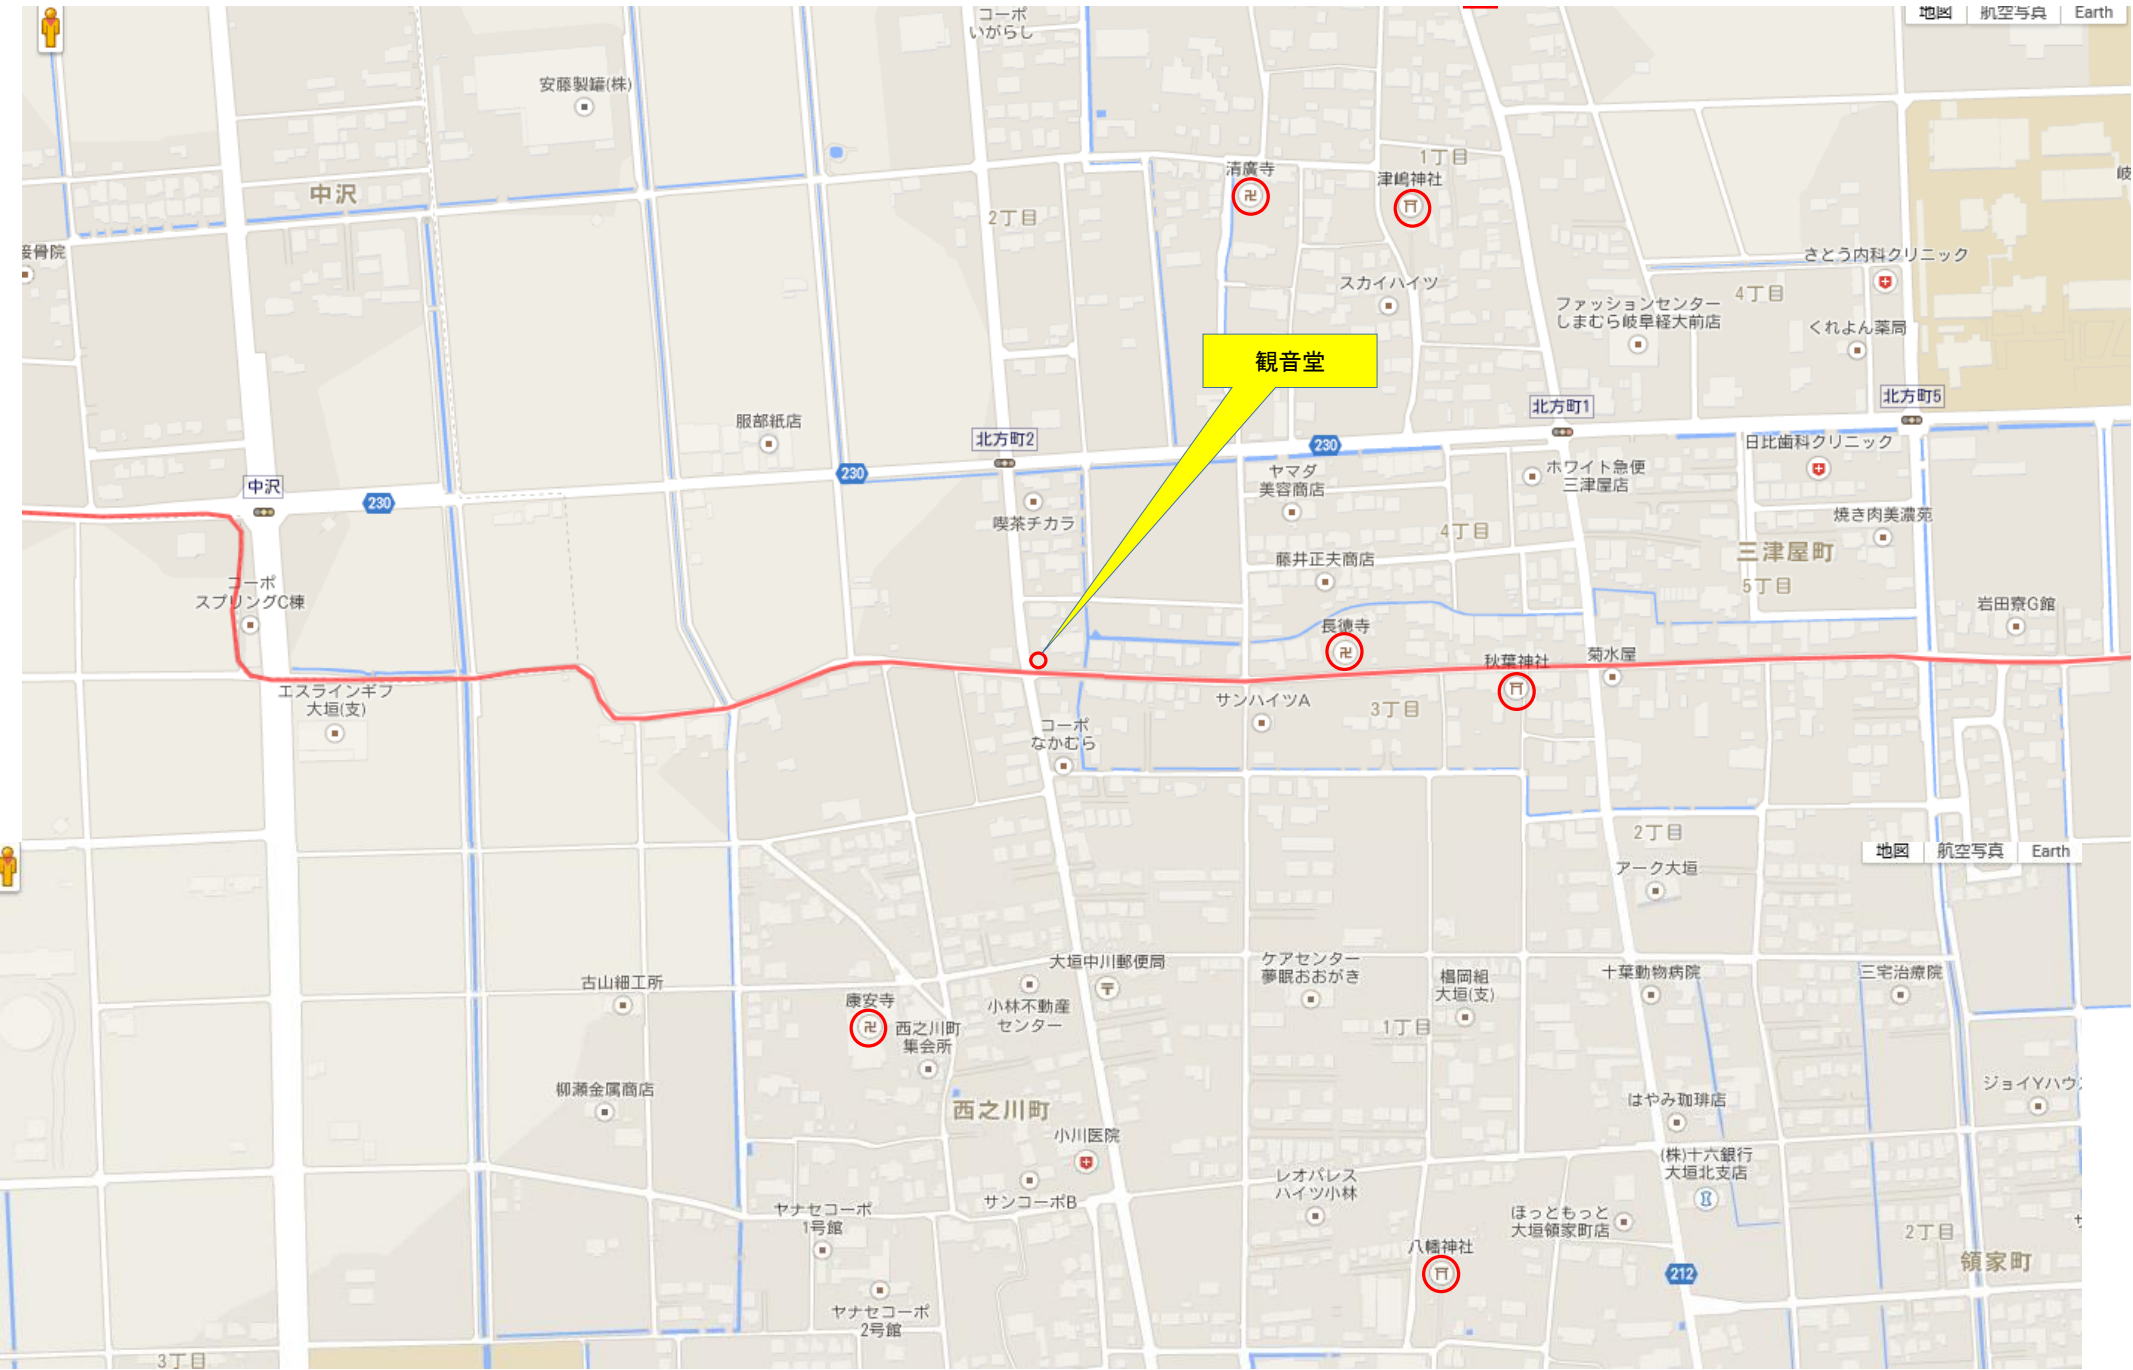 コーポ
いがらし
地図
航空写真
Earth
安藤製罐(株)
1丁目
清廣寺
津嶋神社
中沢
2丁目
接骨院
さとう内科クリニック
スカイハイツ
4丁目
ファッションセンター
しまむら岐阜経大前店
くれよん薬局
観音堂
北方町5
北方町1
服部紙店
北方町2
230
日比歯科クリニック
230
ヤマダ
美容商店
ホワイト急便
三津屋店
中沢
230
喫茶チカラ
焼き肉美濃苑
4丁目
三津屋町
藤井正夫商店
5丁目
コーポ
スプリングC棟
岩田寮G館
長徳寺
秋葉神社
菊水屋
エスラインギフ
大垣(支)
サンハイツA
3丁目
コーポ
なかむら
2丁目
地図
航空写真
Earth
アーク大垣
大垣中川郵便局
ケアセンター
夢眠おおがき
椙岡組
大垣(支)
十葉動物病院
三宅治療院
古山細工所
康安寺
小林不動産
センター
西之川町
集会所
1丁目
柳瀬金属商店
ジョイYハウス
はやみ珈琲店
西之川町
小川医院
(株)十六銀行
大垣北支店
レオパレス
ハイツ小林
サンコーポB
ヤナセコーポ
1号館
ほっともっと
大垣領家町店
2丁目
八幡神社
領家町
212
ヤナセコーポ
2号館
3丁目